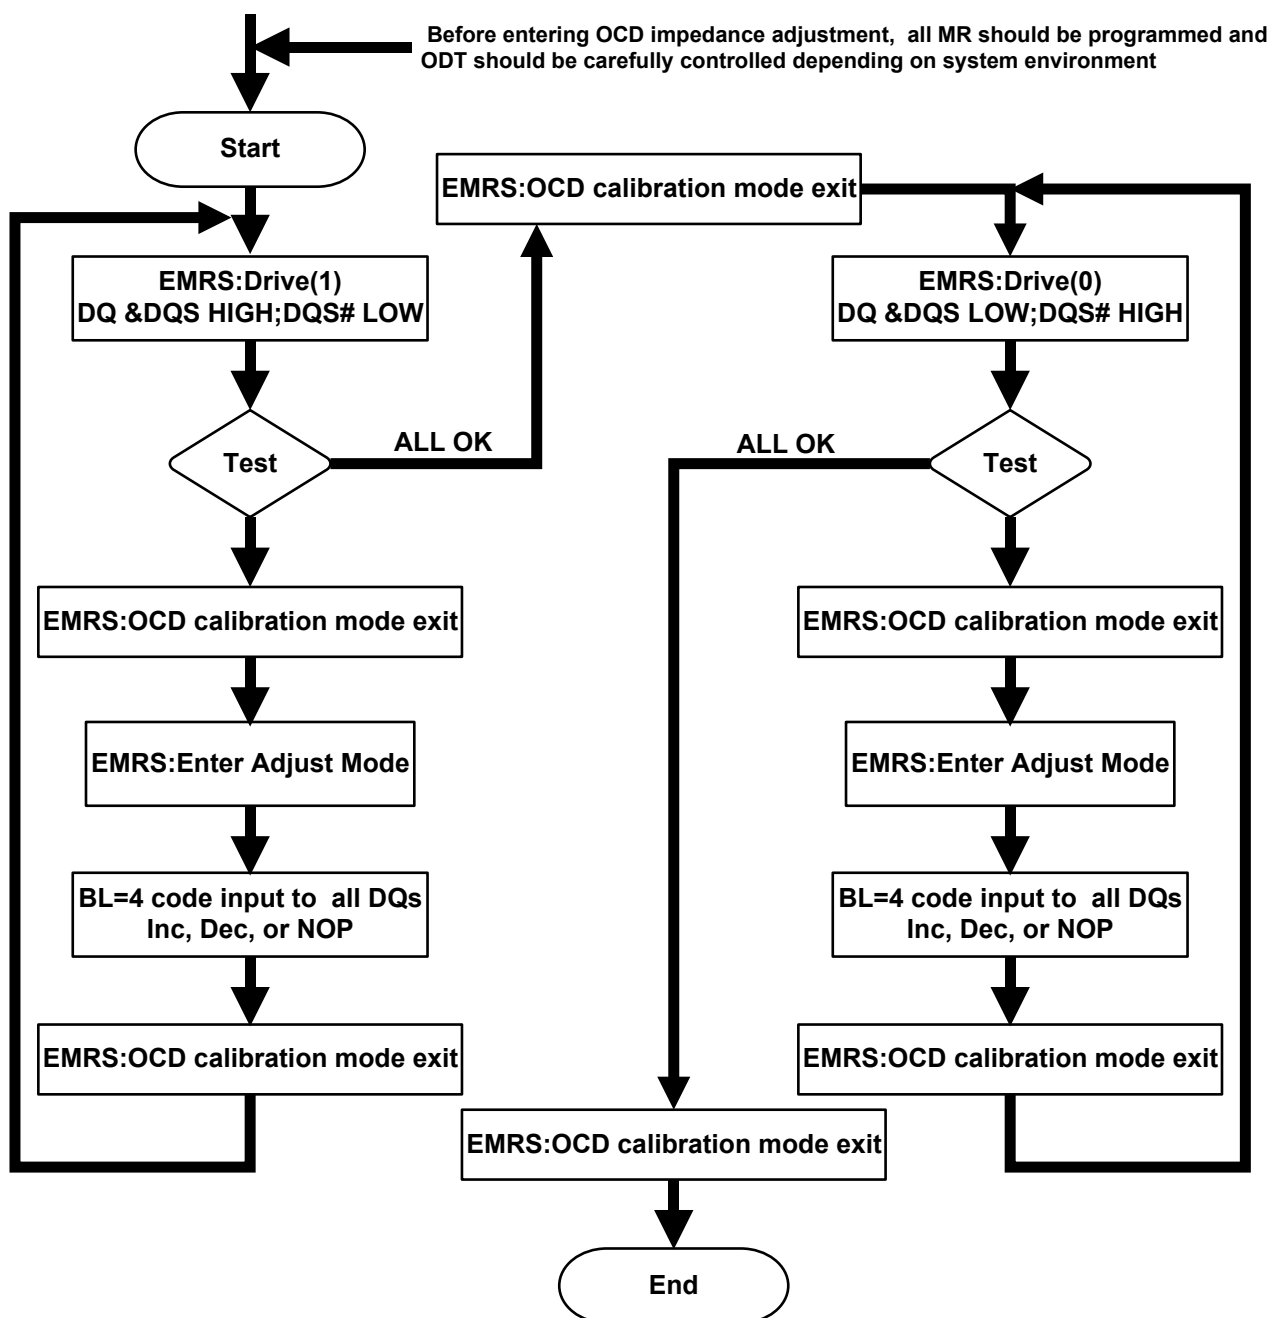 Before entering OCD impedance adjustment, all MR should be programmed and
ODT should be carefully controlled depending on system environment
Start
EMRS:OCD calibration mode exit
EMRS:Drive(1)
DQ &DQS HIGH;DQS# LOW
EMRS:Drive(0)
DQ &DQS LOW;DQS# HIGH
ALL OK
Test
ALL OK
Test
EMRS:OCD calibration mode exit
EMRS:OCD calibration mode exit
EMRS:Enter Adjust Mode
EMRS:Enter Adjust Mode
BL=4 code input to all DQs
Inc, Dec, or NOP
BL=4 code input to all DQs
Inc, Dec, or NOP
EMRS:OCD calibration mode exit
EMRS:OCD calibration mode exit
EMRS:OCD calibration mode exit
End